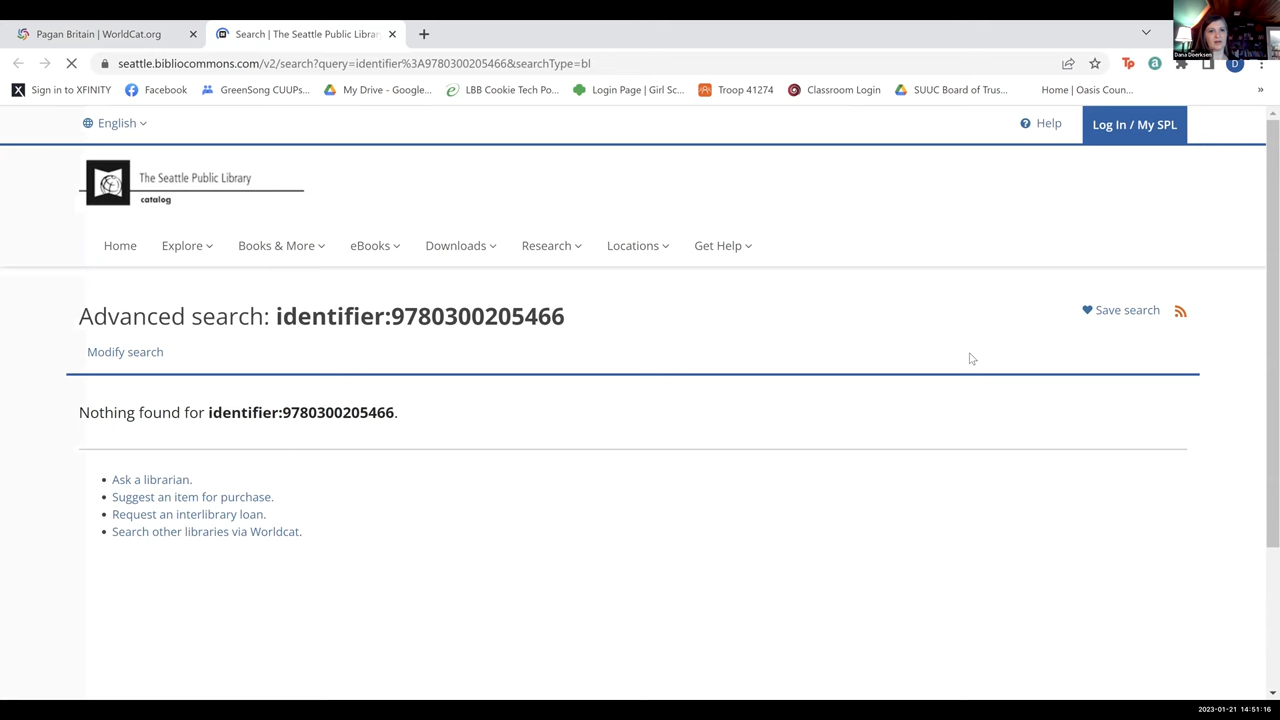 Pagan Britain | WorldCat.org
Search | The Seattle Public Librar
Dana Doerksen
seattle.bibliocommons.com/v2/search?query=identifier%3A9780300205466&searchType=bl
Sign in to XFINITY
Facebook
GreenSong CUUPs...
My Drive - Google...
LBB Cookie Tech Po...
Login Page | Girl Sc...
Troop 41274
Classroom Login
SUUC Board of Trus...
Home | Oasis Coun...
»
English
Help
Log In / My SPL
The Seattle Public Library
catalog
Home
Explore
Books & More
eBooks
Downloads
Research
Locations
Get Help
Advanced search: identifier:9780300205466
Save search
Modify search
Nothing found for identifier:9780300205466.
• Ask a librarian.
• Suggest an item for purchase.
• Request an interlibrary loan.
• Search other libraries via Worldcat.
2023-01-21 14:51:16